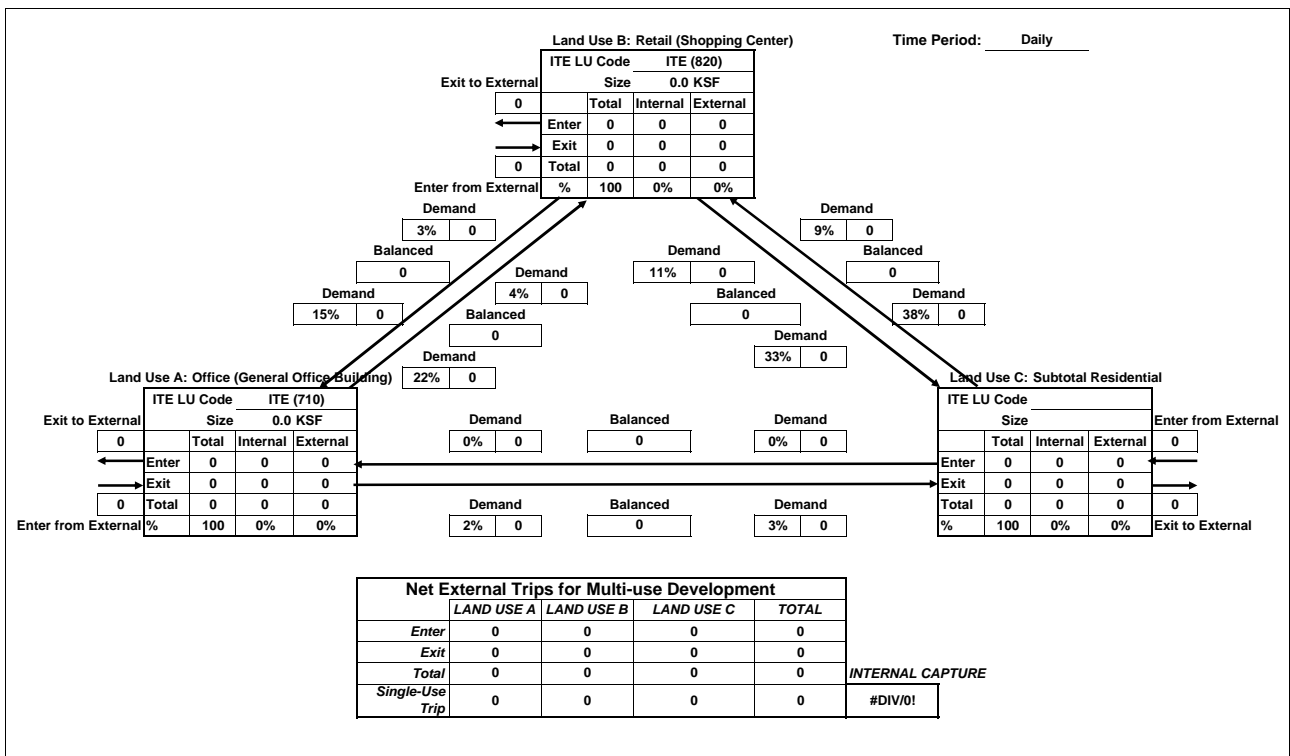 Land Use B: Retail (Shopping Center)
Time Period: Daily
ITE LU Code ITE (820)
Exit to External Size 0.0 KSF
0 Total Internal External
Enter 0 0 0
Exit 0 0 0
0 Total 0 0 0
Enter from External % 100 0% 0%
Demand Demand
3% 0 9% 0
Balanced Demand Balanced
0 Demand 11% 0 0
Demand 4% 0 Balanced Demand
15% 0 Balanced 0 38% 0
0 Demand
Demand 33% 0
Land Use A: Office (General Office Building) 22% 0 Land Use C: Subtotal Residential
ITE LU Code ITE (710) ITE LU Code
Exit to External Size 0.0 KSF Demand Balanced Demand Size Enter from External
0 Total Internal External 0% 0 0 0% 0 Total Internal External 0
Enter 0 0 0 Enter 0 0 0
Exit 0 0 0 Exit 0 0 0
0 Total 0 0 0 Demand Balanced Demand Total 0 0 0 0
Enter from External % 100 0% 0% 2% 0 0 3% 0 % 100 0% 0% Exit to External
Net External Trips for Multi-use Development
LAND USE A LAND USE B LAND USE C TOTAL
Enter 0 0 0 0
Exit 0 0 0 0
Total 0 0 0 0 INTERNAL CAPTURE
Single-Use
Trip 0 0 0 0 #DIV/0!